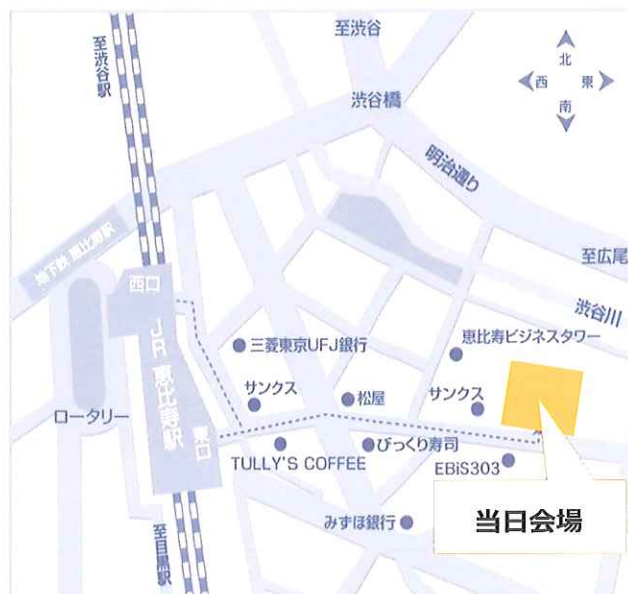 至渋谷
至渋谷駅
北
西 東
南
渋谷橋
明治通り
地下鉄 恵比寿駅
至広尾
西口
渋谷川
JR 恵比寿駅
恵比寿ビジネスタワー
三菱東京UFJ銀行
サンクス
松屋
サンクス
ロータリー
東口
びっくり寿司
TULLY'S COFFEE
EBiS303
みずほ銀行
当日会場
至目黒駅